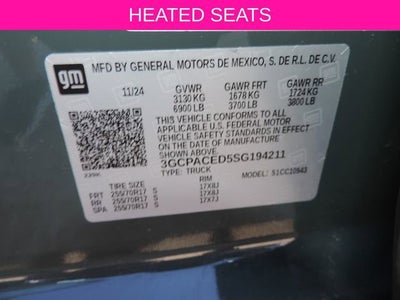 HEATED SEATS
gm
MFD BY GENERAL MOTORS DE MEXICO, S. DE R.L. DE C.V.
11/24 GVWR GAWR FRT GAWR RR
3130 KG 1678 KG 1724 KG
6900 LB 3700 LB 3800 LB
THIS VEHICLE CONFORMS TO ALL
APPLICABLE U.S. FEDERAL MOTOR
VEHICLE SAFETY STANDARDS IN
EFFECT ON THE DATE OF
MANUFACTURE SHOWN ABOVE.
3GCPACED5SG194211
TYPE: TRUCK MODEL: 51CC10543
TIRE SIZE RIM
FRT 255/70R17 S 17X8J
RR 255/70R17 S 17X8J
SPA 255/70R17 S 17X7J